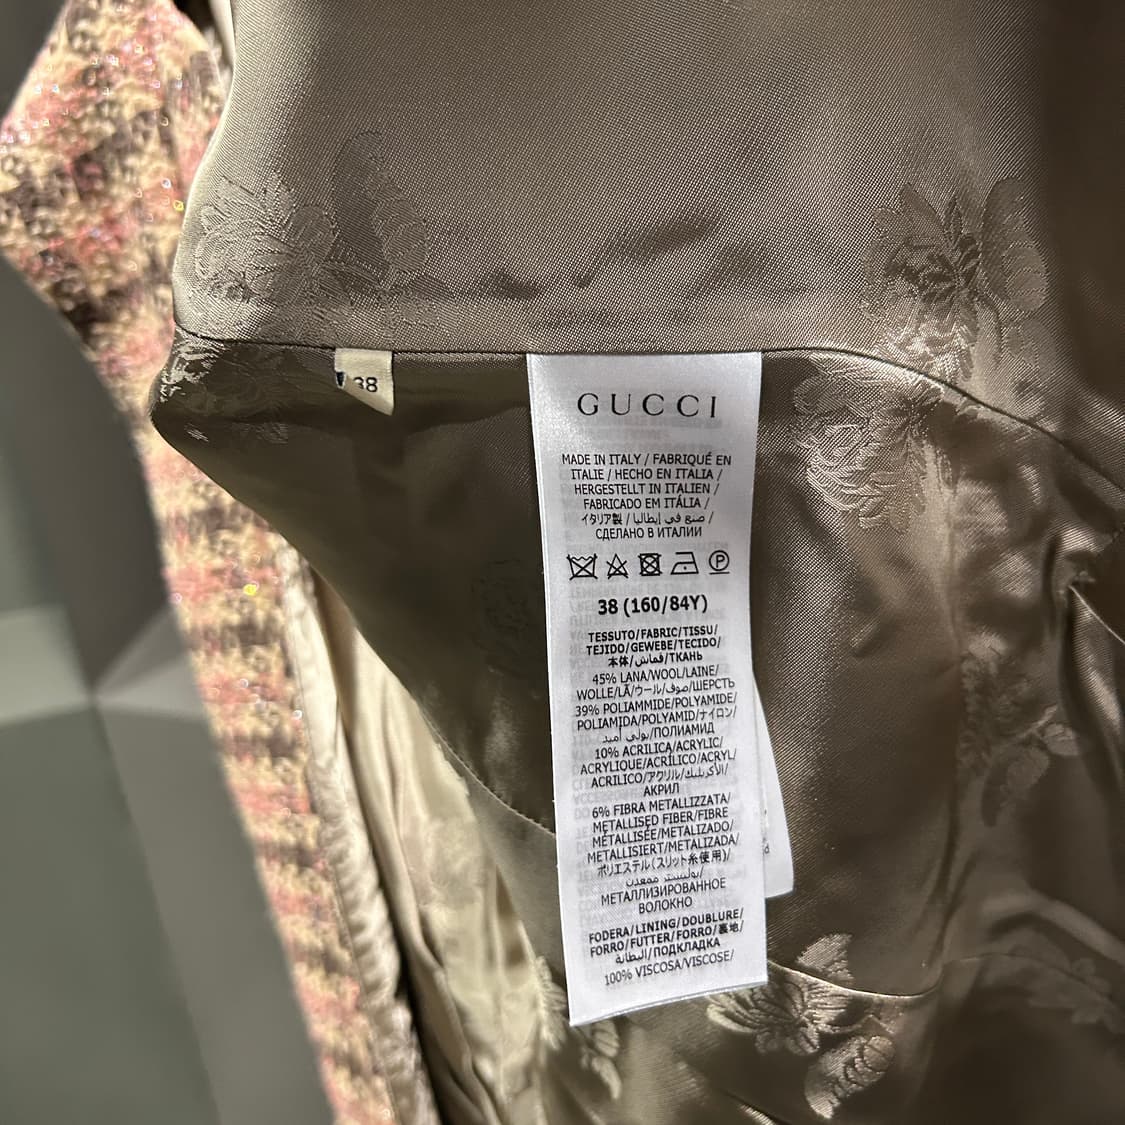 38
GUCCI
MADE IN ITALY / FABRIQUÉ EN
ITALIE / HECHO EN ITALIA /
HERGESTELLT IN ITALIEN /
FABRICADO EM ITÁLIA /
イタリア製 / صنع في إيطاليا /
СДЕЛАНО В ИТАЛИИ
P
38 (160/84Y)
TESSUTO/FABRIC/TISSU/
TEJIDO/GEWEBE/TECIDO/
本体/قماش/ТКАНЬ
45% LANA/WOOL/LAINE/
WOLLE/LÃ/ウール/صوف/ШЕРСТЬ
39% POLIAMMIDE/POLYAMIDE/
POLIAMIDA/POLYAMID/ナイロン/
بولي أميد/ПОЛИАМИД
10% ACRILICA/ACRYLIC/
ACRYLIQUE/ACRÍLICO/ACRYL/
ACRILICO/アクリル/الأكريليك/
АКРИЛ
6% FIBRA METALLIZZATA/
METALLISED FIBER/FIBRE
MÉTALLISÉE/METALIZADO/
METALLISIERT/METALIZADA/
ポリエステル(スリット糸使用)/
بوليستر ممعدن/
МЕТАЛЛИЗИРОВАННОЕ
ВОЛОКНО
FODERA/LINING/DOUBLURE/
FORRO/FUTTER/FORRO/裏地/
البطانة/ПОДКЛАДКА
100% VISCOSA/VISCOSE/